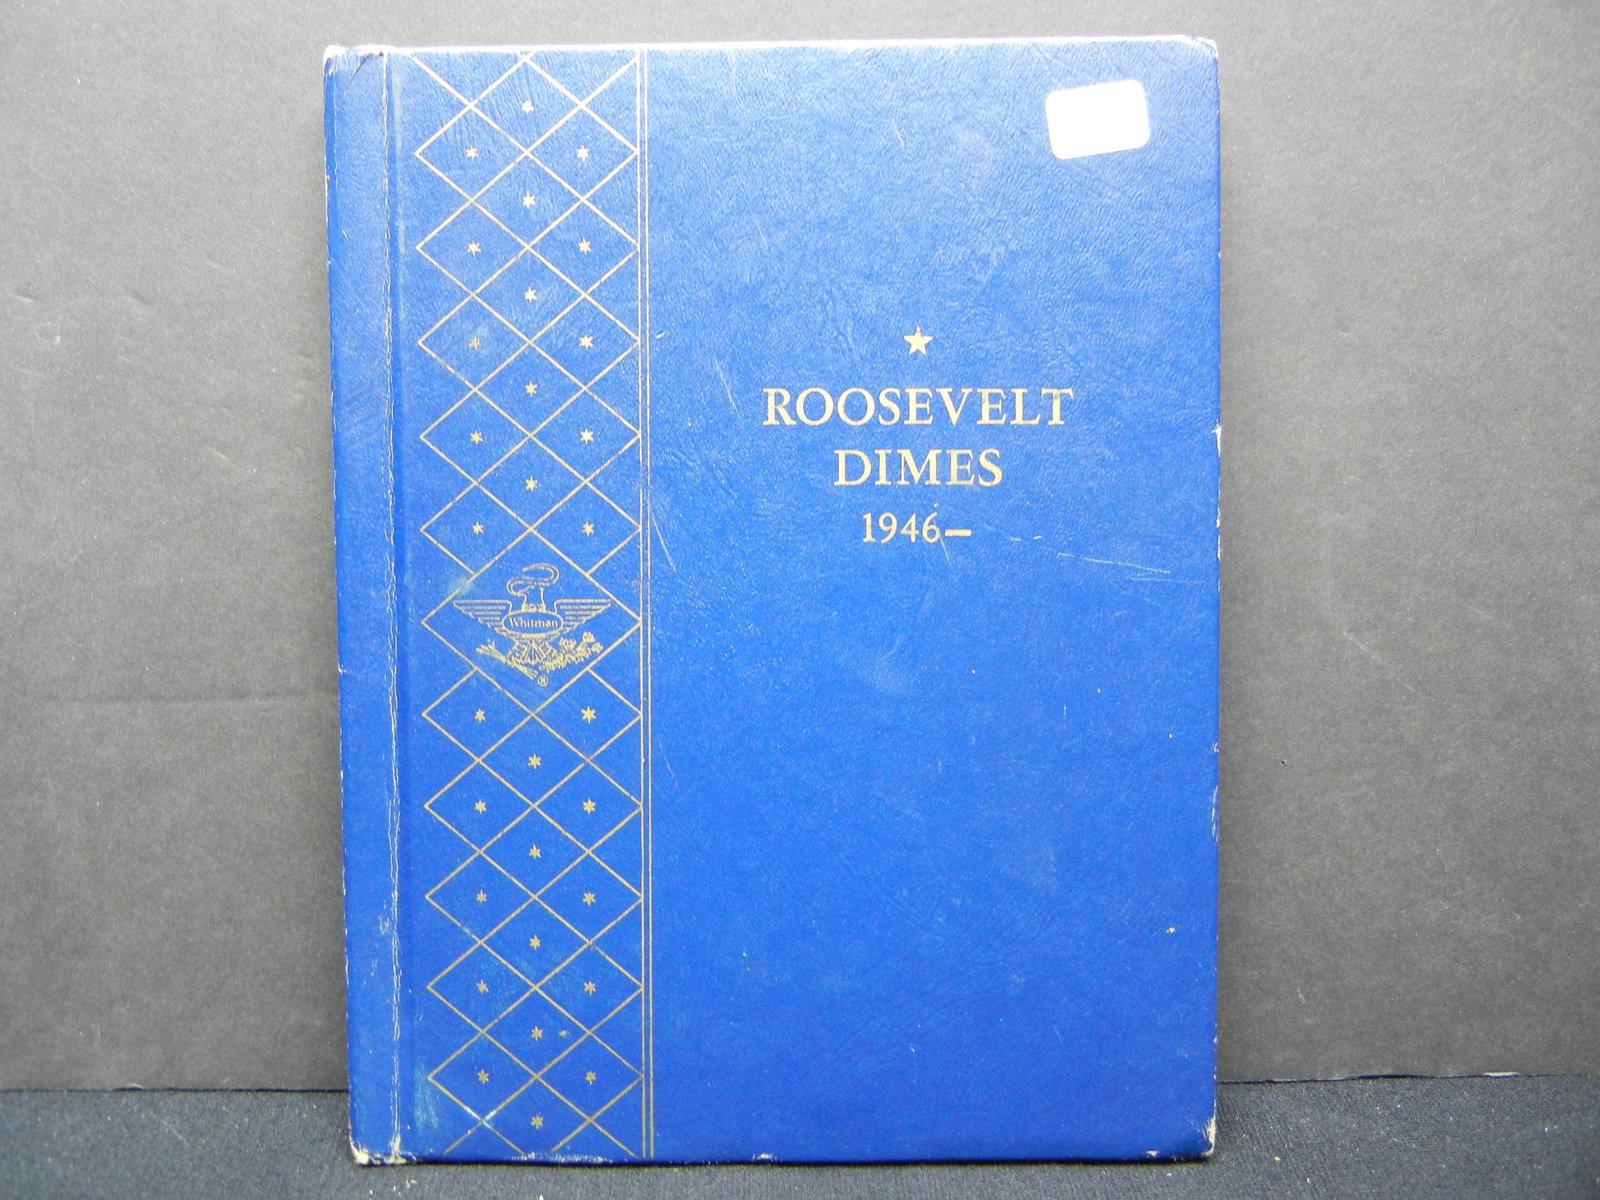 ROOSEVELT
DIMES
1946–
Whitman
®